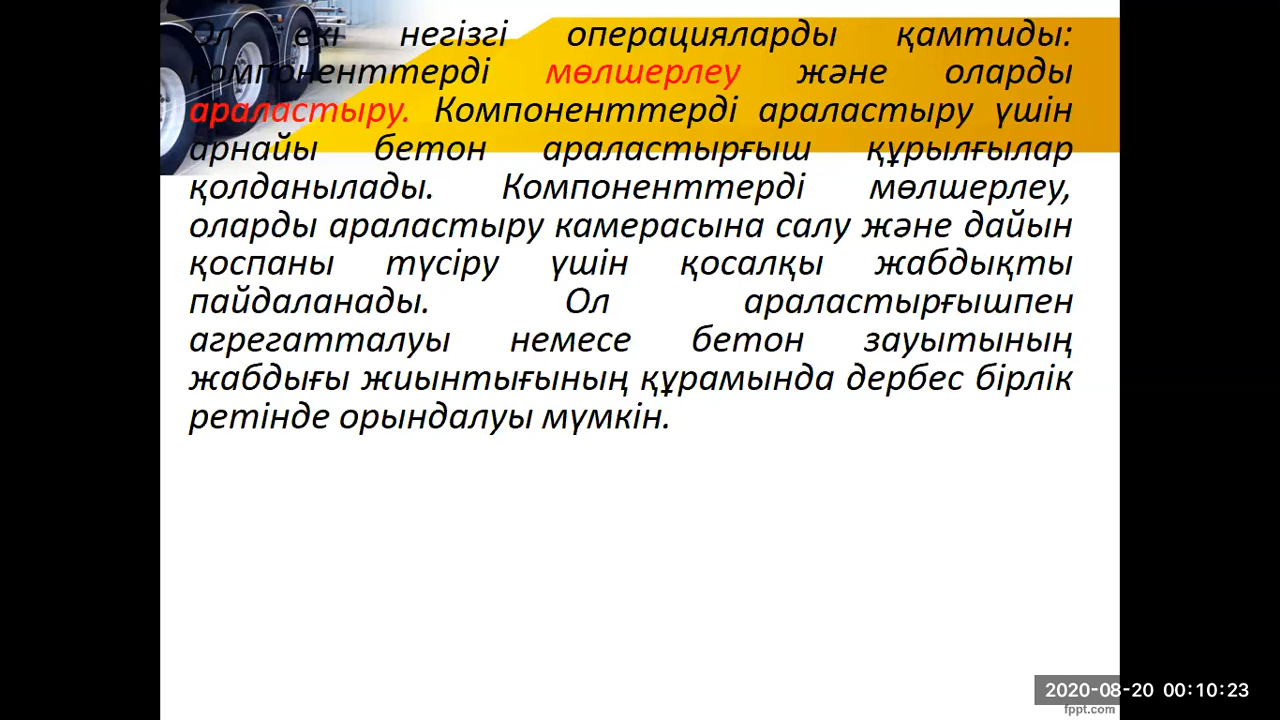 Ол екі негізгі операцияларды қамтиды:
компоненттерді мөлшерлеу және оларды
араластыру. Компоненттерді араластыру үшін
арнайы бетон араластырғыш құрылғылар
қолданылады. Компоненттерді мөлшерлеу,
оларды араластыру камерасына салу және дайын
қоспаны түсіру үшін қосалқы жабдықты
пайдаланады. Ол араластырғышпен
агрегатталуы немесе бетон зауытының
жабдығы жиынтығының құрамында дербес бірлік
ретінде орындалуы мүмкін.
2020-08-20 00:10:23
fppt.com